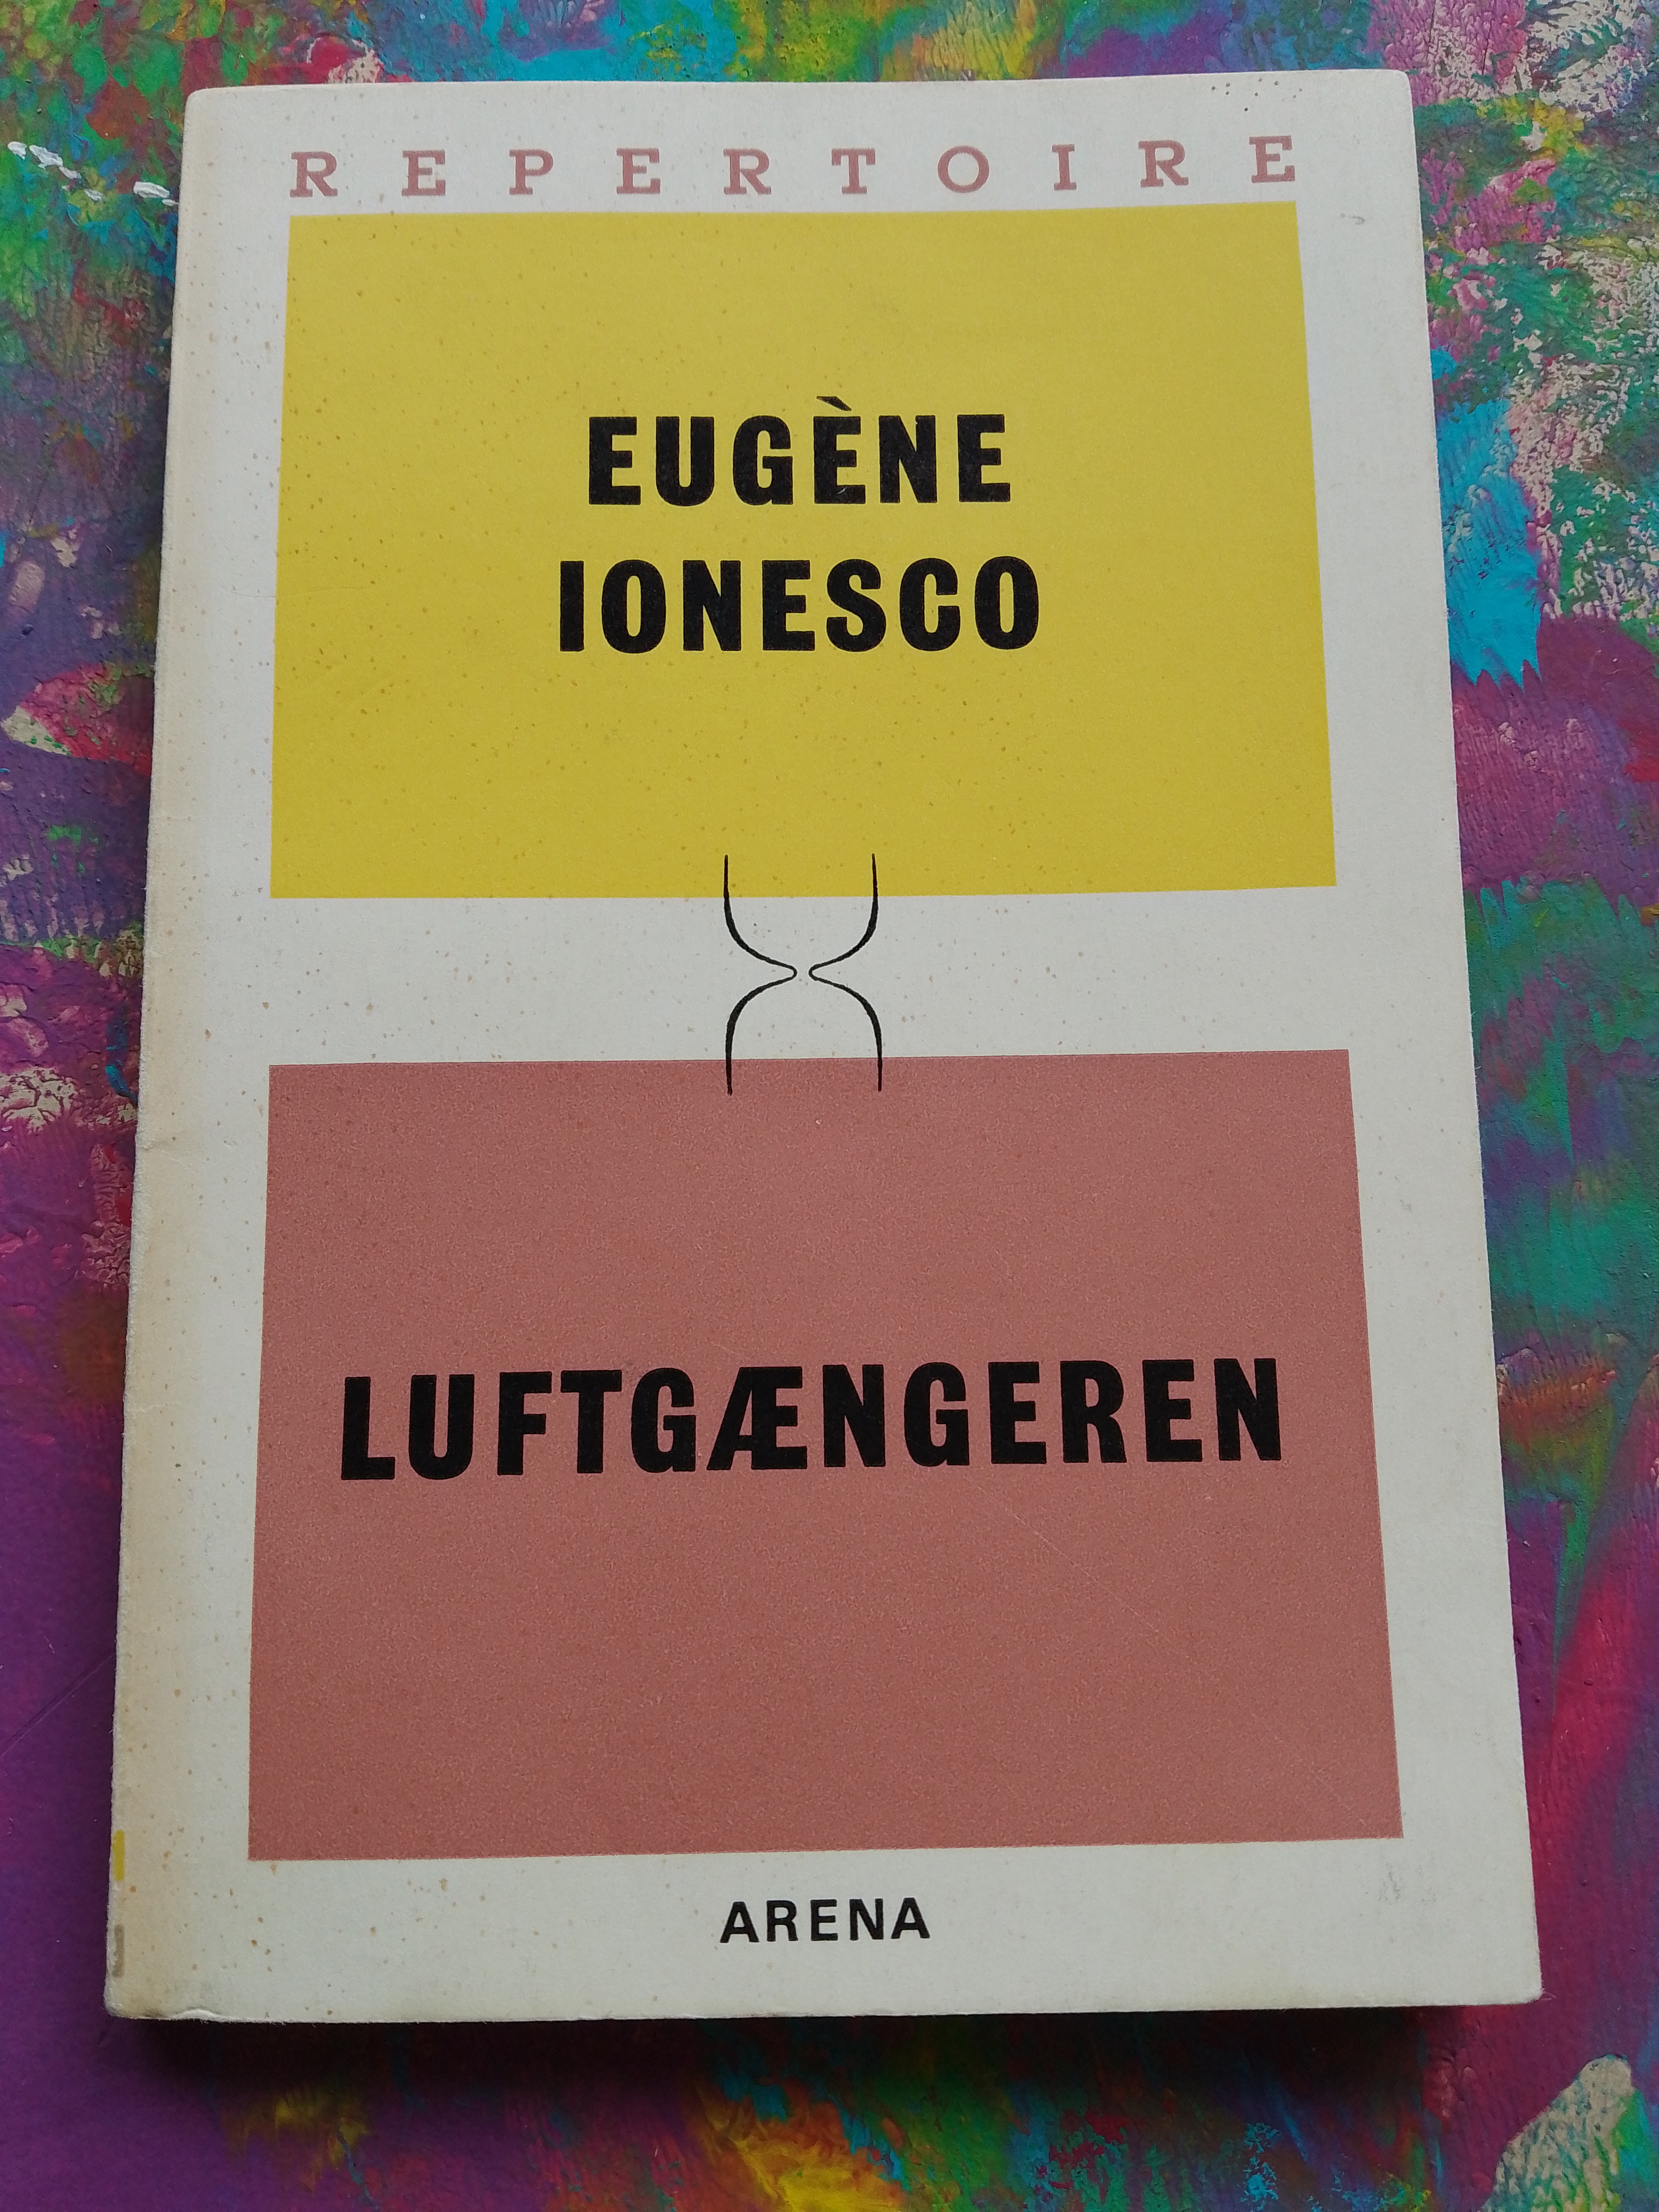 REPERTOIRE
EUGÈNE
IONESCO
LUFTGÆNGEREN
ARENA